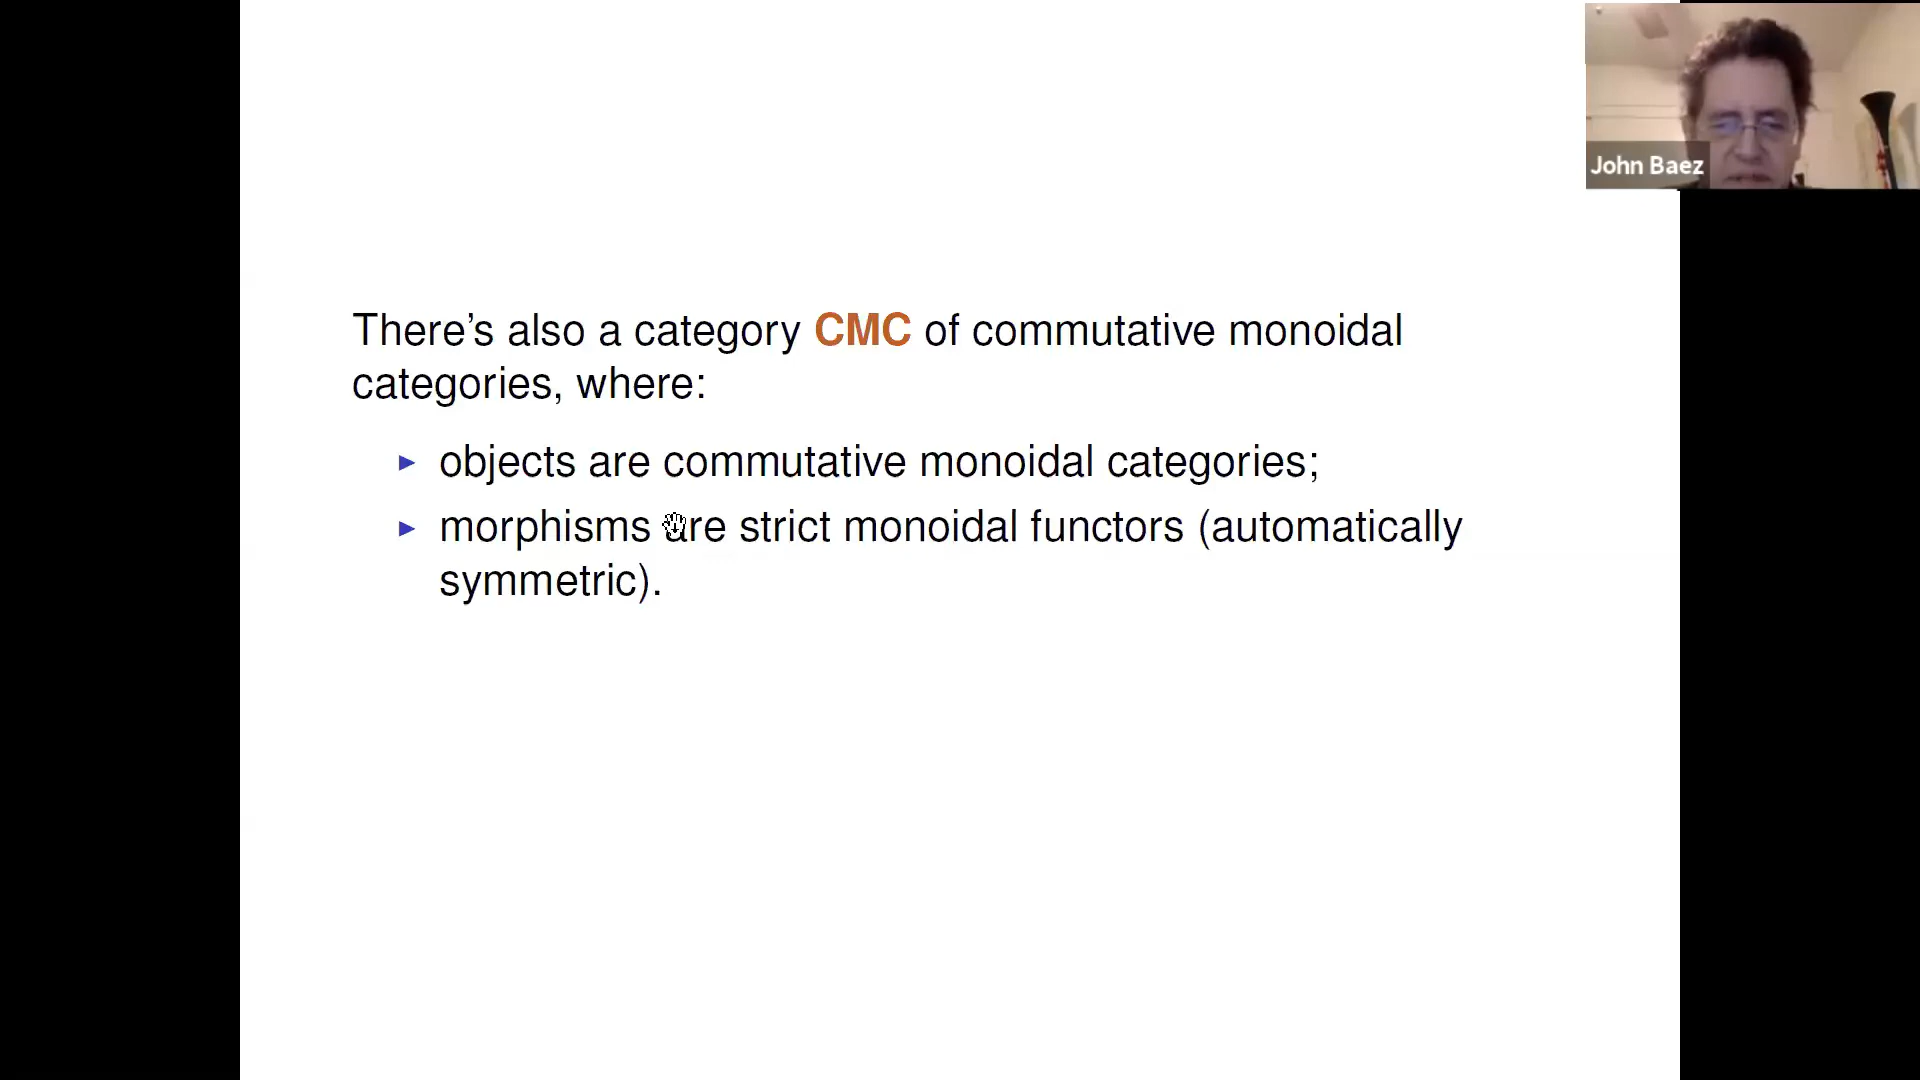 John Baez
There's also a category CMC of commutative monoidal
categories, where:
▶ objects are commutative monoidal categories;
▶ morphisms are strict monoidal functors (automatically
symmetric).